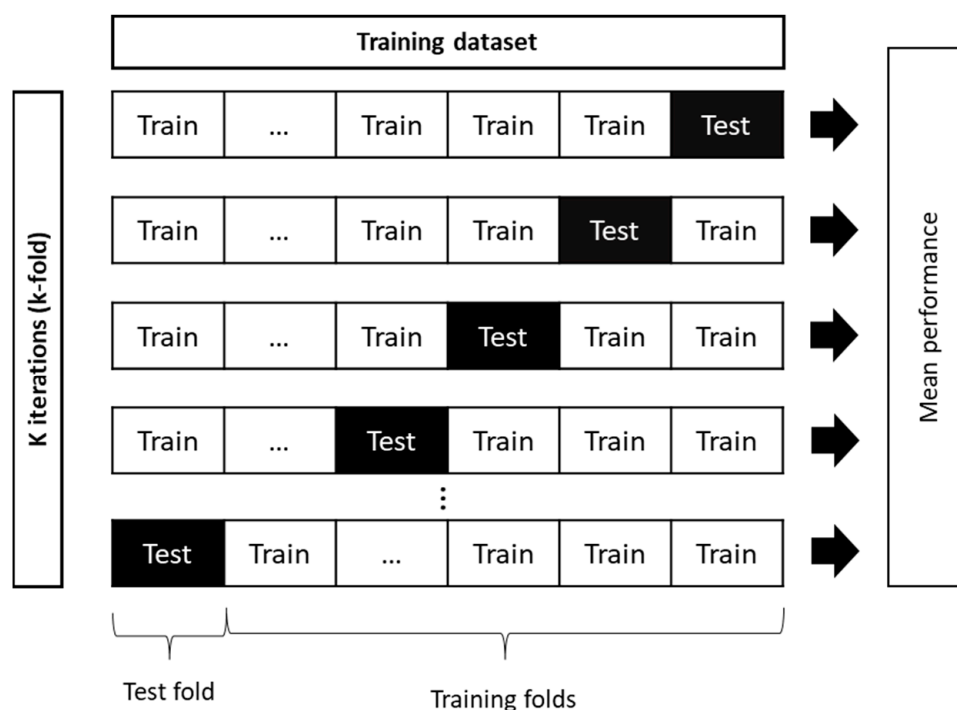 Training dataset
K iterations (k-fold)
Train ... Train Train Train Test
Train ... Train Train Test Train
Train ... Train Test Train Train
Train ... Test Train Train Train
⋮
Test Train ... Train Train Train
Mean performance
Test fold
Training folds